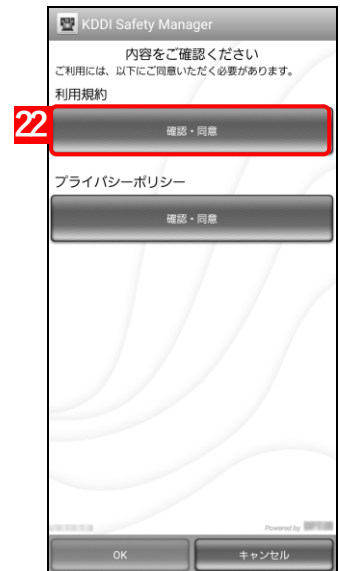 KDDI Safety Manager
内容をご確認ください
ご利用には、以下にご同意いただく必要があります。
利用規約
22
確認・同意
プライバシーポリシー
確認・同意
Powered by
OK
キャンセル